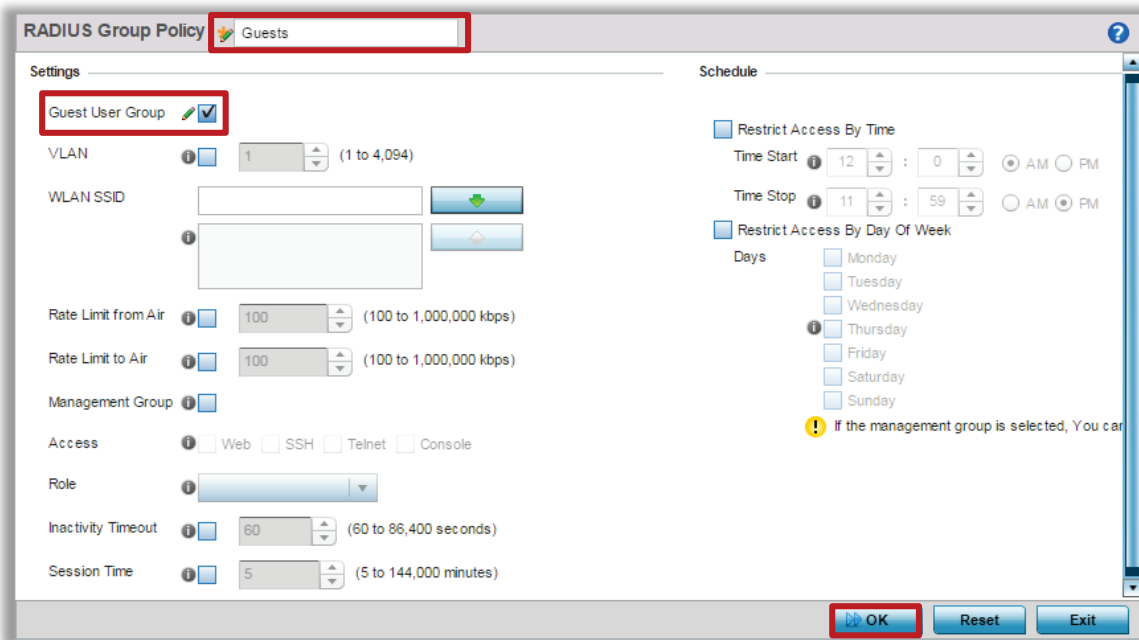 RADIUS Group Policy Guests ?
Settings
Guest User Group
VLAN 1 (1 to 4,094)
WLAN SSID
Rate Limit from Air 100 (100 to 1,000,000 kbps)
Rate Limit to Air 100 (100 to 1,000,000 kbps)
Management Group
Access Web SSH Telnet Console
Role
Inactivity Timeout 60 (60 to 86,400 seconds)
Session Time 5 (5 to 144,000 minutes)
Schedule
Restrict Access By Time
Time Start 12 : 0 AM PM
Time Stop 11 : 59 AM PM
Restrict Access By Day Of Week
Days Monday
Tuesday
Wednesday
Thursday
Friday
Saturday
Sunday
! If the management group is selected, You car
OK Reset Exit